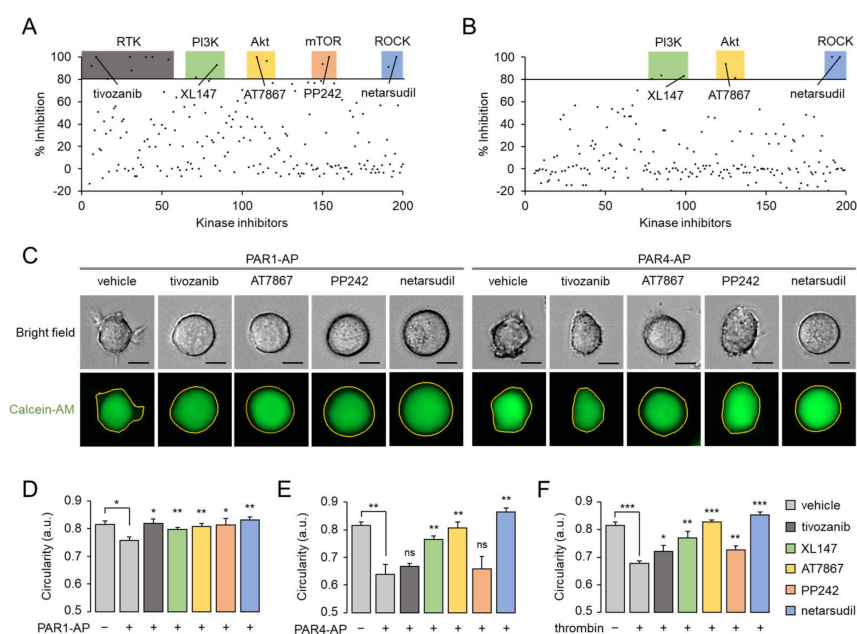 A
RTK PI3K Akt mTOR ROCK
100
80
60
40
20
0
-20
% Inhibition
tivozanib XL147 AT7867 PP242 netarsudil
0 50 100 150 200
Kinase inhibitors
B
PI3K Akt ROCK
100
80
60
40
20
0
-20
% Inhibition
XL147 AT7867 netarsudil
0 50 100 150 200
Kinase inhibitors
C
PAR1-AP PAR4-AP
vehicle tivozanib AT7867 PP242 netarsudil vehicle tivozanib AT7867 PP242 netarsudil
Bright field
Calcein-AM
D
0.9
0.8
0.7
0.6
0.5
Circularity (a.u.)
* * ** ** * **
PAR1-AP − + + + + + +
E
0.9
0.8
0.7
0.6
0.5
Circularity (a.u.)
** ns ** ** ns **
PAR4-AP − + + + + + +
F
0.9
0.8
0.7
0.6
0.5
Circularity (a.u.)
*** * ** *** ** ***
thrombin − + + + + + +
vehicle
tivozanib
XL147
AT7867
PP242
netarsudil